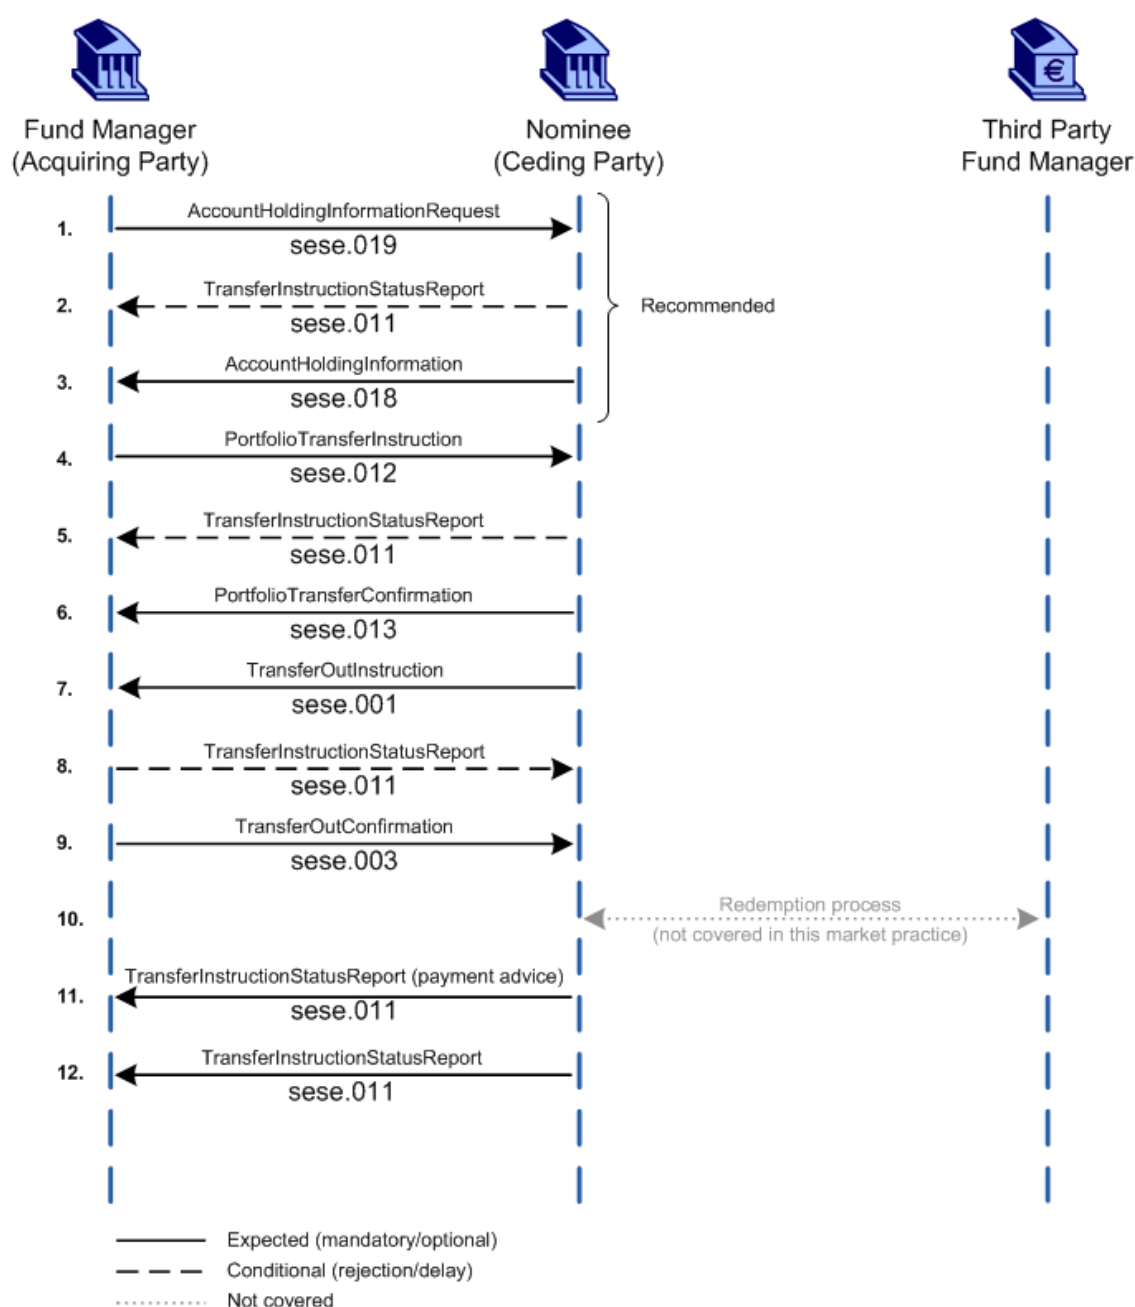 Fund Manager
(Acquiring Party)
Nominee
(Ceding Party)
Third Party
Fund Manager
1.
AccountHoldingInformationRequest
sese.019
2.
TransferInstructionStatusReport
sese.011
Recommended
3.
AccountHoldingInformation
sese.018
4.
PortfolioTransferInstruction
sese.012
5.
TransferInstructionStatusReport
sese.011
6.
PortfolioTransferConfirmation
sese.013
7.
TransferOutInstruction
sese.001
8.
TransferInstructionStatusReport
sese.011
9.
TransferOutConfirmation
sese.003
10.
Redemption process
(not covered in this market practice)
11.
TransferInstructionStatusReport (payment advice)
sese.011
12.
TransferInstructionStatusReport
sese.011
Expected (mandatory/optional)
Conditional (rejection/delay)
Not covered